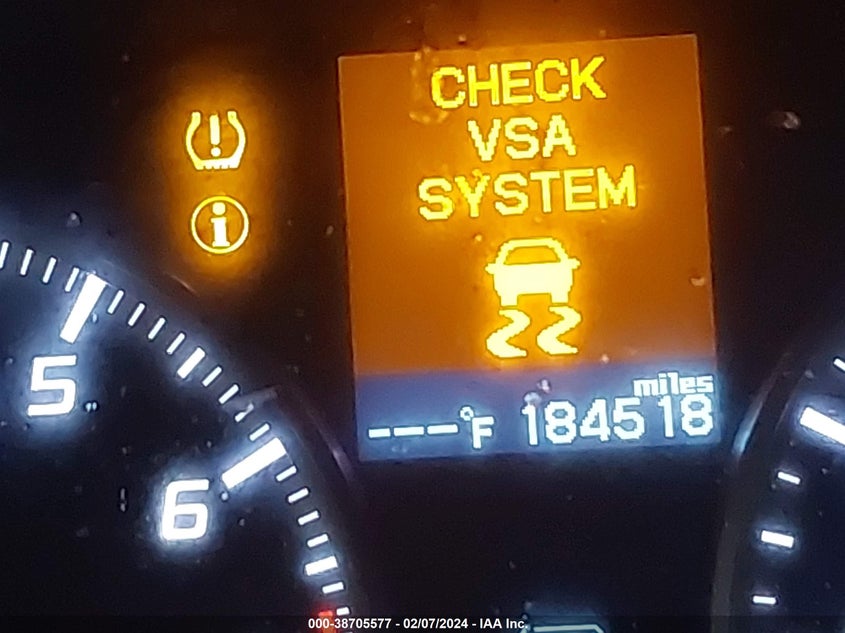 CHECK
VSA
SYSTEM
miles
---°F 184518
5
6
000-38705577 - 02/07/2024 - IAA Inc.